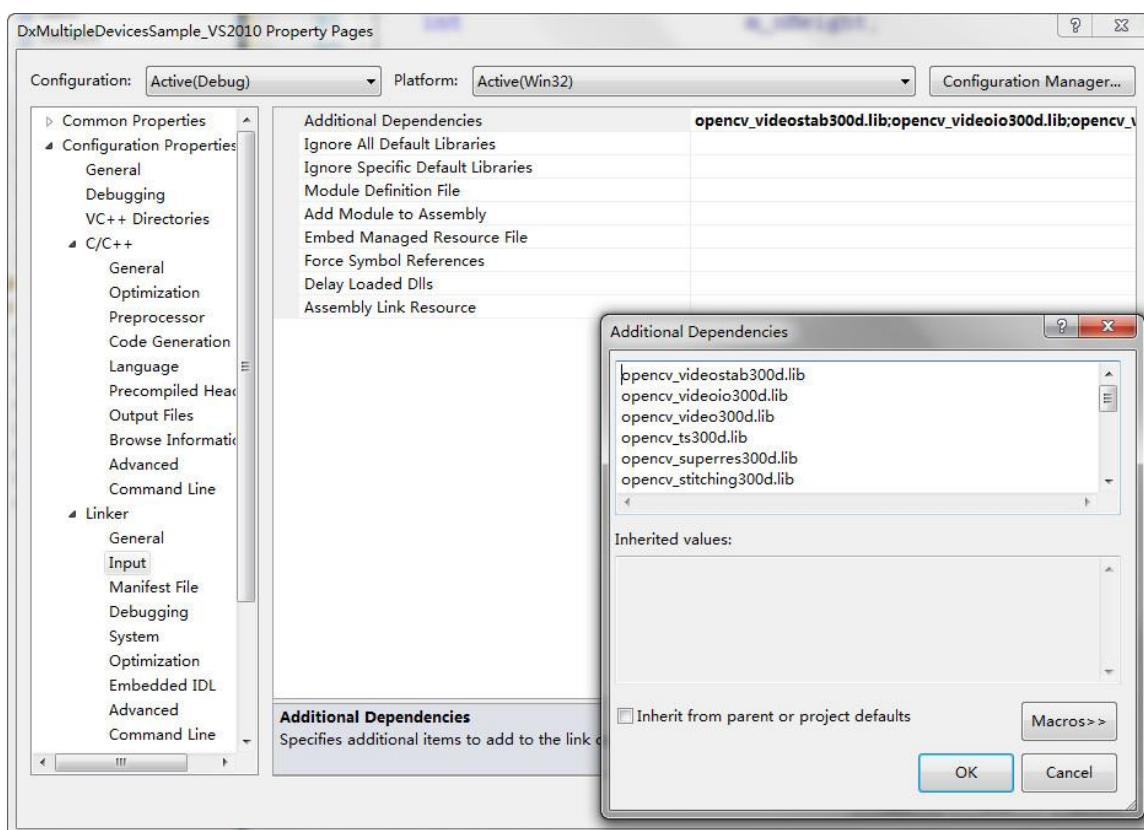 int
DxMultipleDevicesSample_VS2010 Property Pages
Configuration: Active(Debug) Platform: Active(Win32) Configuration Manager...
Common Properties
Configuration Properties
General
Debugging
VC++ Directories
C/C++
General
Optimization
Preprocessor
Code Generation
Language
Precompiled Head
Output Files
Browse Informatic
Advanced
Command Line
Linker
General
Input
Manifest File
Debugging
System
Optimization
Embedded IDL
Advanced
Command Line
Additional Dependencies opencv_videostab300d.lib;opencv_videoio300d.lib;opencv_v
Ignore All Default Libraries
Ignore Specific Default Libraries
Module Definition File
Add Module to Assembly
Embed Managed Resource File
Force Symbol References
Delay Loaded Dlls
Assembly Link Resource
Additional Dependencies
Specifies additional items to add to the link
Additional Dependencies
opencv_videostab300d.lib
opencv_videoio300d.lib
opencv_video300d.lib
opencv_ts300d.lib
opencv_superres300d.lib
opencv_stitching300d.lib
Inherited values:
Inherit from parent or project defaults
Macros>>
OK Cancel